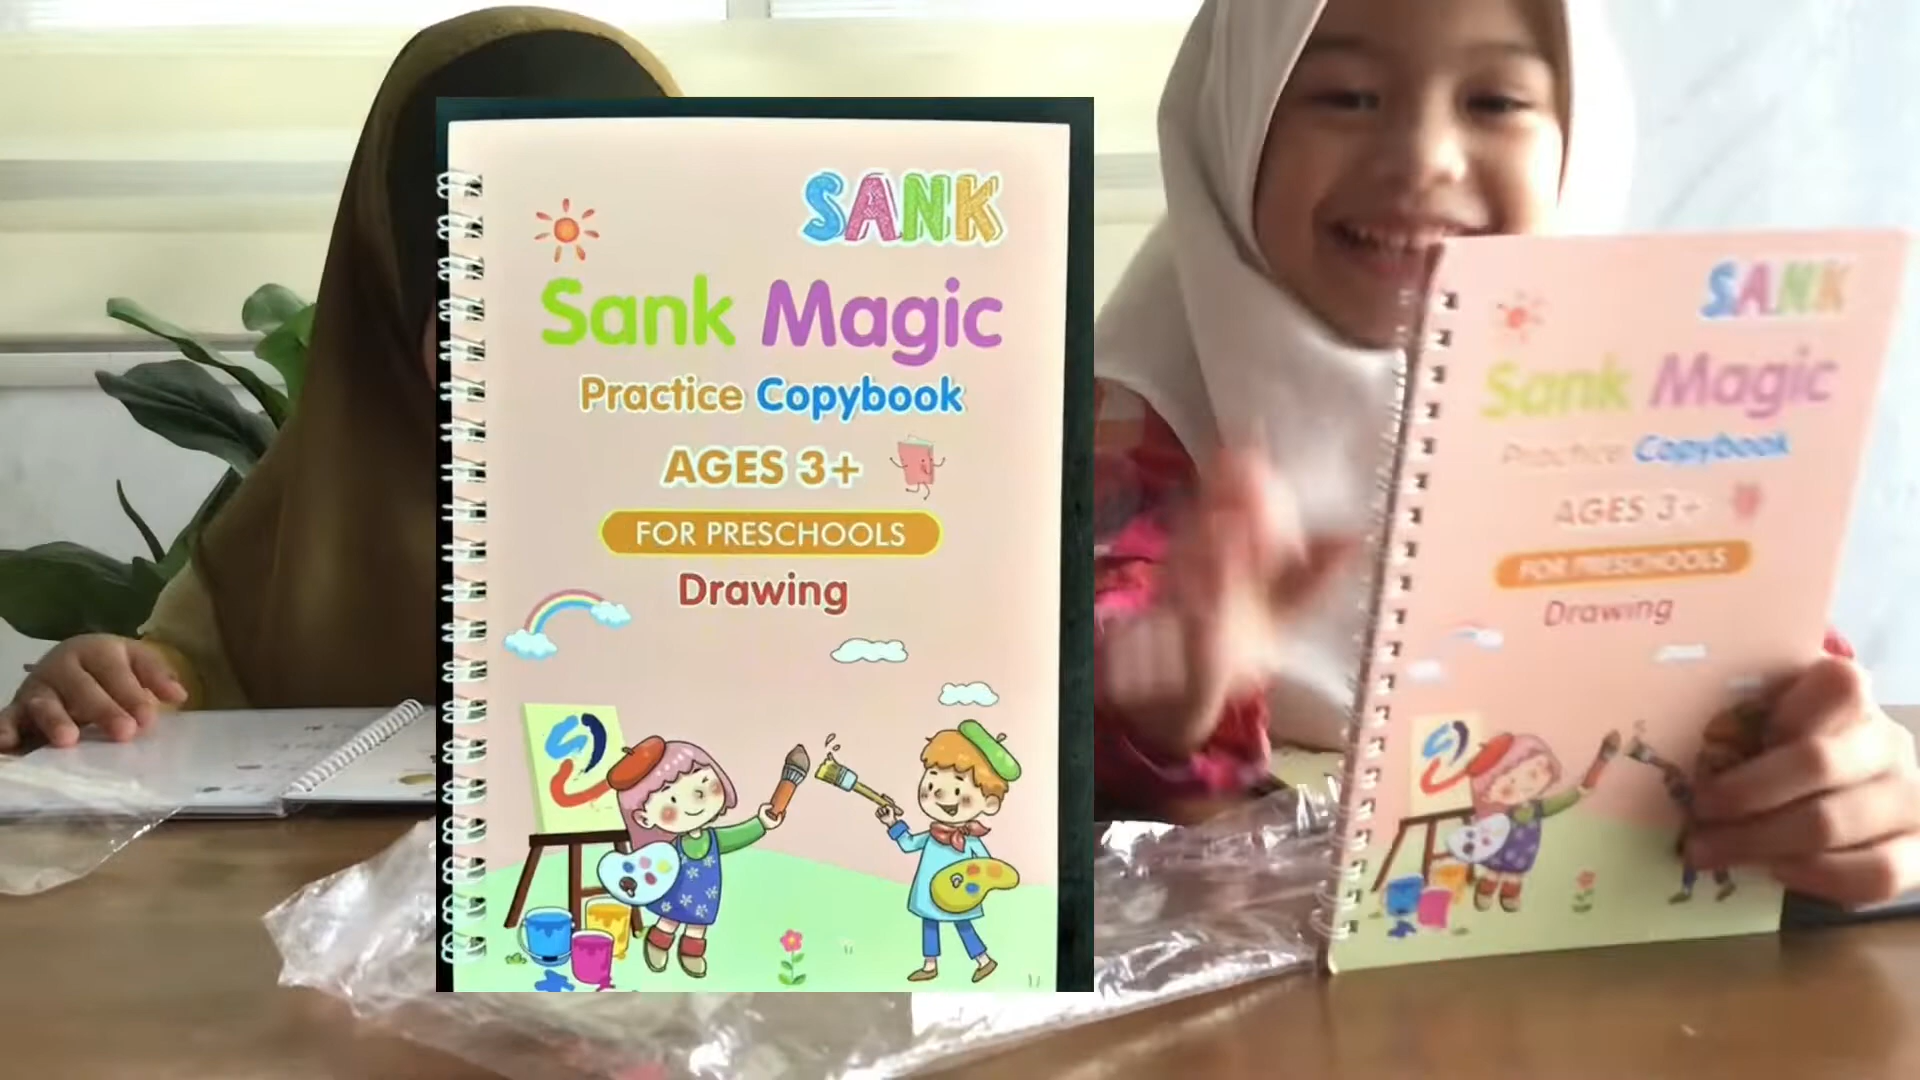 SANK
Sank Magic
Practice Copybook
AGES 3+
FOR PRESCHOOLS
Drawing
SANK
Sank Magic
Practice Copybook
AGES 3+
FOR PRESCHOOLS
Drawing